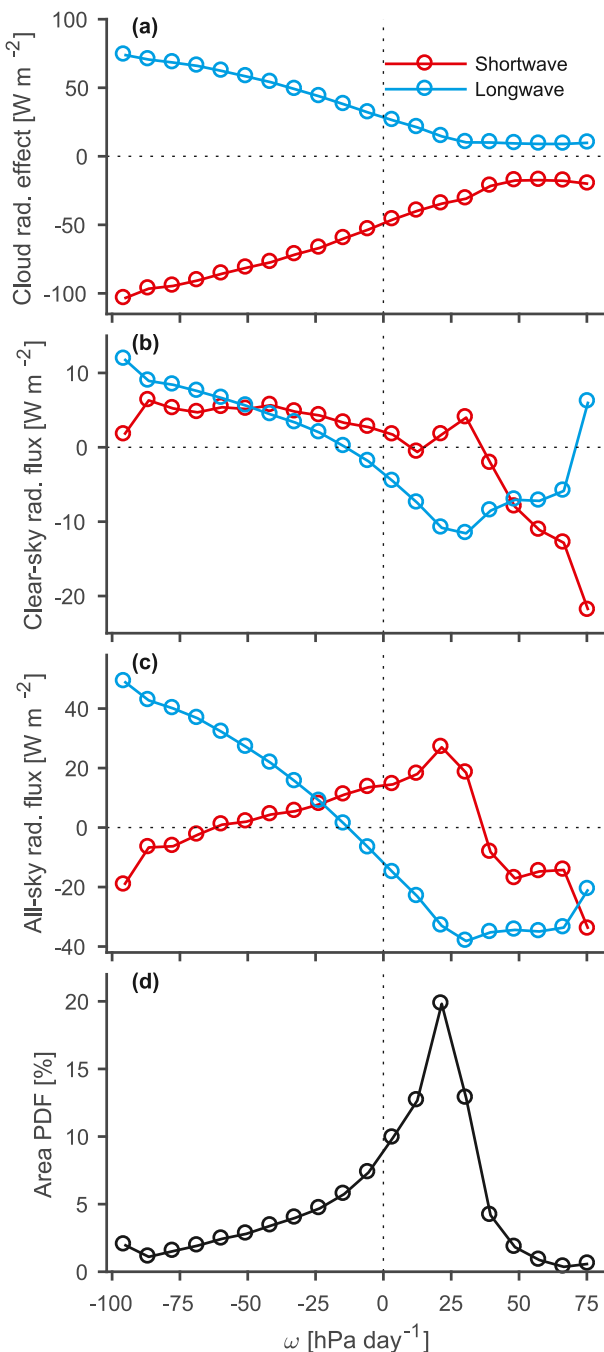 (a)
100
50
0
-50
-100
Cloud rad. effect [W m⁻²]
Shortwave
Longwave
(b)
10
0
-10
-20
Clear-sky rad. flux [W m⁻²]
(c)
40
20
0
-20
-40
All-sky rad. flux [W m⁻²]
(d)
20
15
10
5
0
Area PDF [%]
-100 -75 -50 -25 0 25 50 75
ω [hPa day⁻¹]